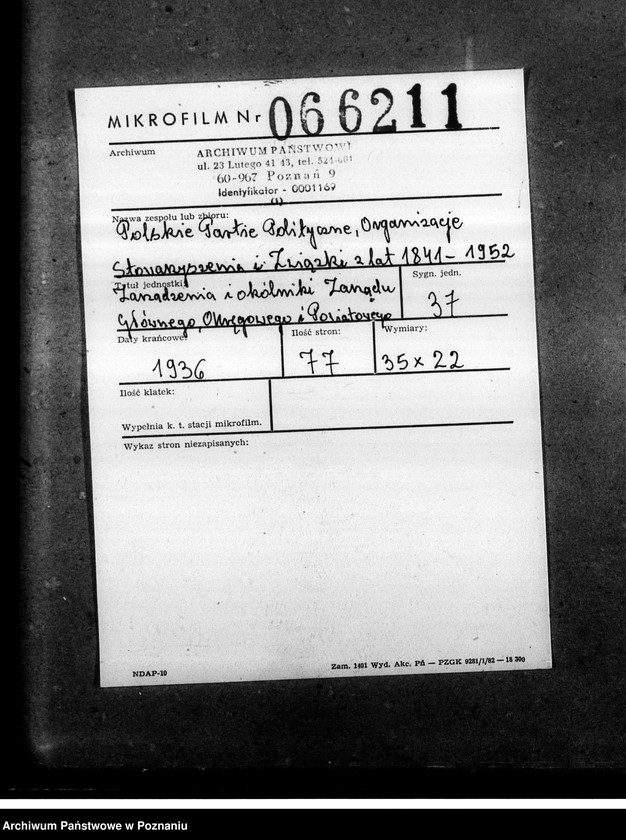 MIKROFILM Nr 066211
Archiwum
ARCHIWUM PAŃSTWOWE
ul. 23 Lutego 41/43, tel. 524-601
60-967 Poznań 9
Identyfikator - 0001169
(1)
Nazwa zespołu lub zbioru:
Polskie Partie Polityczne, Organizacje
Stowarzyszenia i Związki z lat 1841 - 1952
Tytuł jednostki:
Zarządzenia i okólniki Zarządu
Głównego, Okręgowego i Powiatowego
Sygn. jedn.
37
Daty krańcowe:
1936
Ilość stron:
77
Wymiary:
35 x 22
Ilość klatek:
Wypełnia k. t. stacji mikrofilm.
Wykaz stron niezapisanych:
NDAP-10
Zam. 1401 Wyd. Akc. Pń — PZGK 9281/1/82 — 18 300
Archiwum Państwowe w Poznaniu